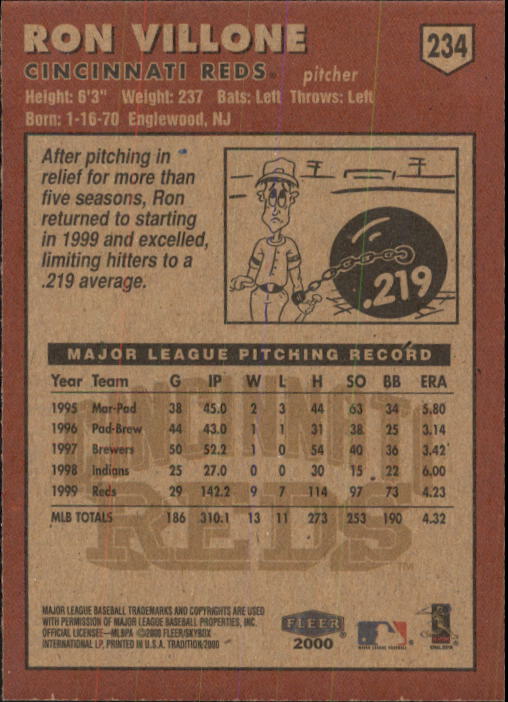 RON VILLONE
234
CINCINNATI REDS
pitcher
Height: 6'3" Weight: 237 Bats: Left Throws: Left
Born: 1-16-70 Englewood, NJ
After pitching in
relief for more than
five seasons, Ron
returned to starting
in 1999 and excelled,
limiting hitters to a
.219 average.
.219
MAJOR LEAGUE PITCHING RECORD
Year Team G IP W L H SO BB ERA
1995 Mar-Pad 38 45.0 2 3 44 63 34 5.80
1996 Pad-Brew 44 43.0 1 1 31 38 25 3.14
1997 Brewers 50 52.2 1 0 54 40 36 3.42
1998 Indians 25 27.0 0 0 30 15 22 6.00
1999 Reds 29 142.2 9 7 114 97 73 4.23
MLB TOTALS 186 310.1 13 11 273 253 190 4.32
CINCINNATI
REDS™
MAJOR LEAGUE BASEBALL TRADEMARKS AND COPYRIGHTS ARE USED
WITH PERMISSION OF MAJOR LEAGUE BASEBALL PROPERTIES, INC.
OFFICIAL LICENSEE—MLBPA ©2000 FLEER/SKYBOX
INTERNATIONAL LP, PRINTED IN U.S.A. TRADITION/2000
FLEER
2000
MAJOR LEAGUE BASEBALL